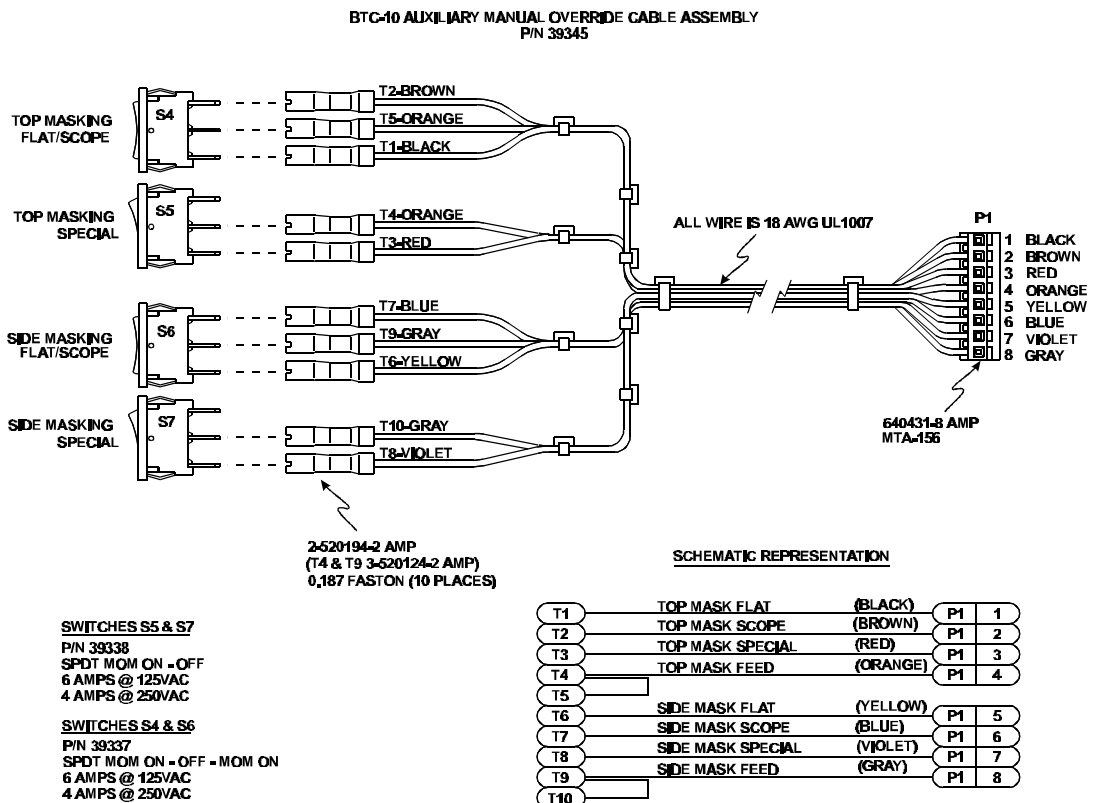 BTC-10 AUXILIARY MANUAL OVERRIDE CABLE ASSEMBLY
P/N 39345
TOP MASKING
FLAT/SCOPE
S4
T2-BROWN
T5-ORANGE
T1-BLACK
TOP MASKING
SPECIAL
S5
T4-ORANGE
T3-RED
SIDE MASKING
FLAT/SCOPE
S6
T7-BLUE
T9-GRAY
T6-YELLOW
SIDE MASKING
SPECIAL
S7
T10-GRAY
T8-VIOLET
ALL WIRE IS 18 AWG UL1007
P1
1 BLACK
2 BROWN
3 RED
4 ORANGE
5 YELLOW
6 BLUE
7 VIOLET
8 GRAY
640431-8 AMP
MTA-156
2-520194-2 AMP
(T4 & T9 3-520124-2 AMP)
0.187 FASTON (10 PLACES)
SWITCHES S5 & S7
P/N 39338
SPDT MOM ON - OFF
6 AMPS @ 125VAC
4 AMPS @ 250VAC
SWITCHES S4 & S6
P/N 39337
SPDT MOM ON - OFF - MOM ON
6 AMPS @ 125VAC
4 AMPS @ 250VAC
SCHEMATIC REPRESENTATION
T1 TOP MASK FLAT (BLACK) P1 1
T2 TOP MASK SCOPE (BROWN) P1 2
T3 TOP MASK SPECIAL (RED) P1 3
T4 TOP MASK FEED (ORANGE) P1 4
T5
T6 SIDE MASK FLAT (YELLOW) P1 5
T7 SIDE MASK SCOPE (BLUE) P1 6
T8 SIDE MASK SPECIAL (VIOLET) P1 7
T9 SIDE MASK FEED (GRAY) P1 8
T10